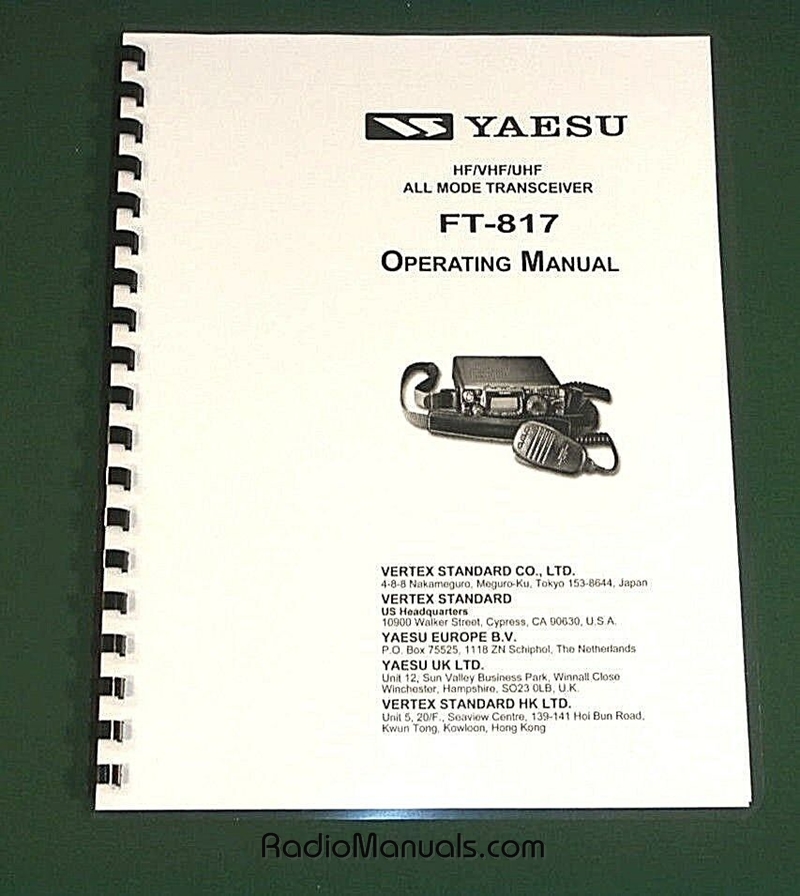 YAESU
HF/VHF/UHF
ALL MODE TRANSCEIVER
FT-817
OPERATING MANUAL
VERTEX STANDARD CO., LTD.
4-8-8 Nakameguro, Meguro-Ku, Tokyo 153-8644, Japan
VERTEX STANDARD
US Headquarters
10900 Walker Street, Cypress, CA 90630, U.S.A.
YAESU EUROPE B.V.
P.O. Box 75525, 1118 ZN Schiphol, The Netherlands
YAESU UK LTD.
Unit 12, Sun Valley Business Park, Winnall Close
Winchester, Hampshire, SO23 0LB, U.K.
VERTEX STANDARD HK LTD.
Unit 5, 20/F., Seaview Centre, 139-141 Hoi Bun Road,
Kwun Tong, Kowloon, Hong Kong
RadioManuals.com